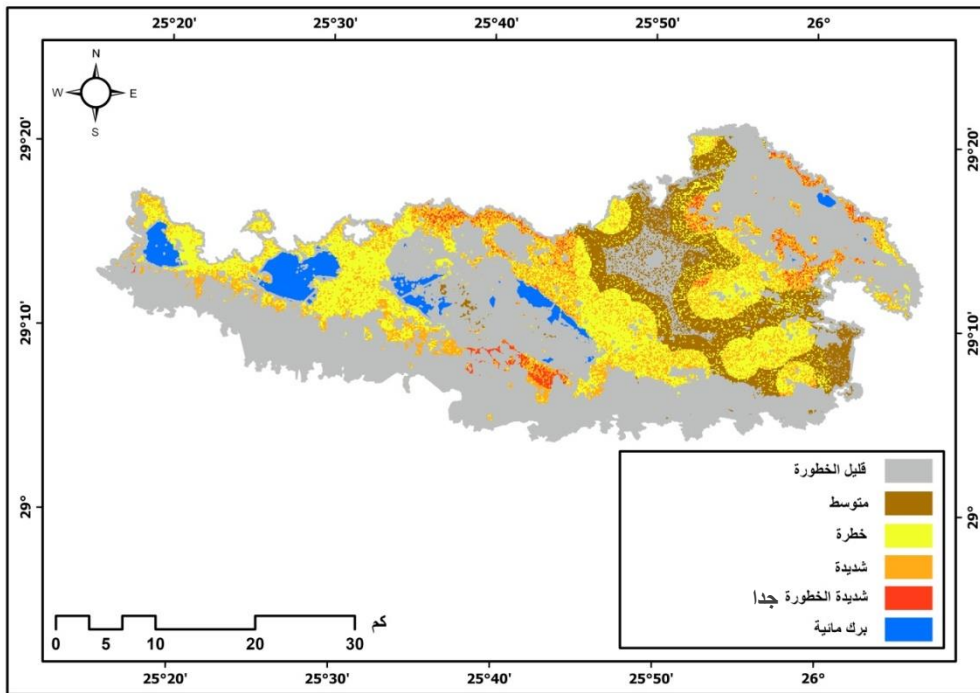 25°20' 25°30' 25°40' 25°50' 26°
N
W E
S
29°20' 29°20'
29°10' 29°10'
29° 29°
قليل الخطورة
متوسط
خطرة
شديدة
شديدة الخطورة جدا
برك مائية
كم
0 5 10 20 30
25°20' 25°30' 25°40' 25°50' 26°